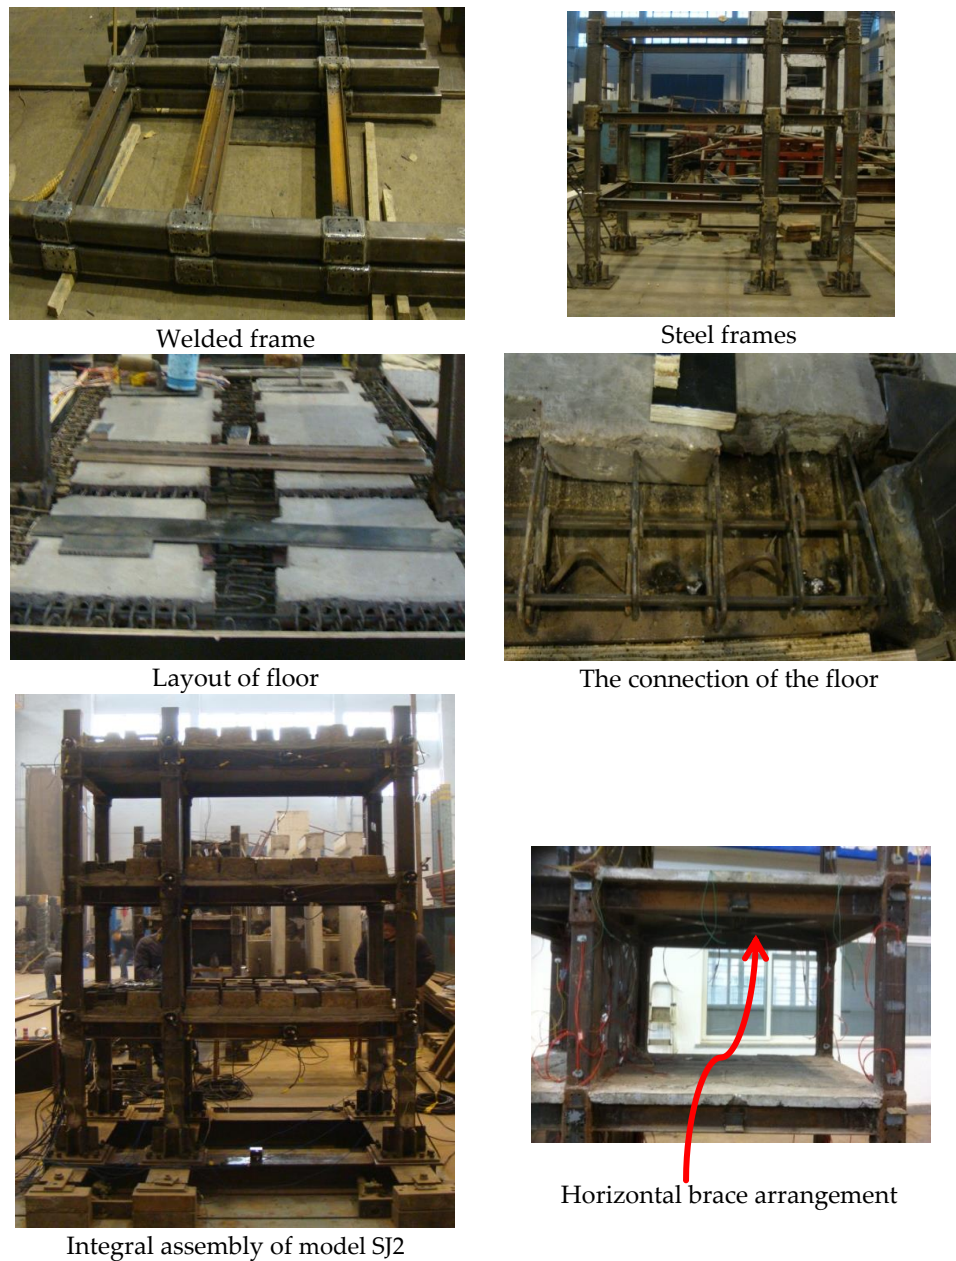 Welded frame
Steel frames
Layout of floor
The connection of the floor
Integral assembly of model SJ2
Horizontal brace arrangement